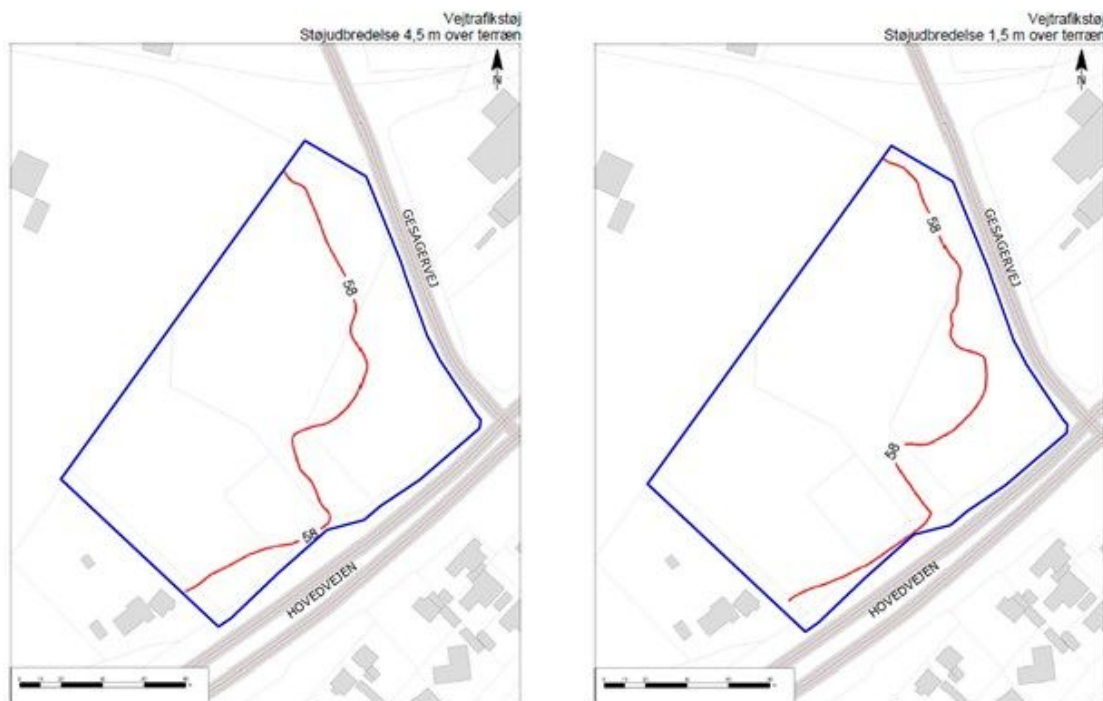 Vejtrafikstøj
Støjudbredelse 4,5 m over terræn
N
GESAGERVEJ
58
58
HOVEDVEJEN
Vejtrafikstøj
Støjudbredelse 1,5 m over terræn
N
GESAGERVEJ
58
58
HOVEDVEJEN